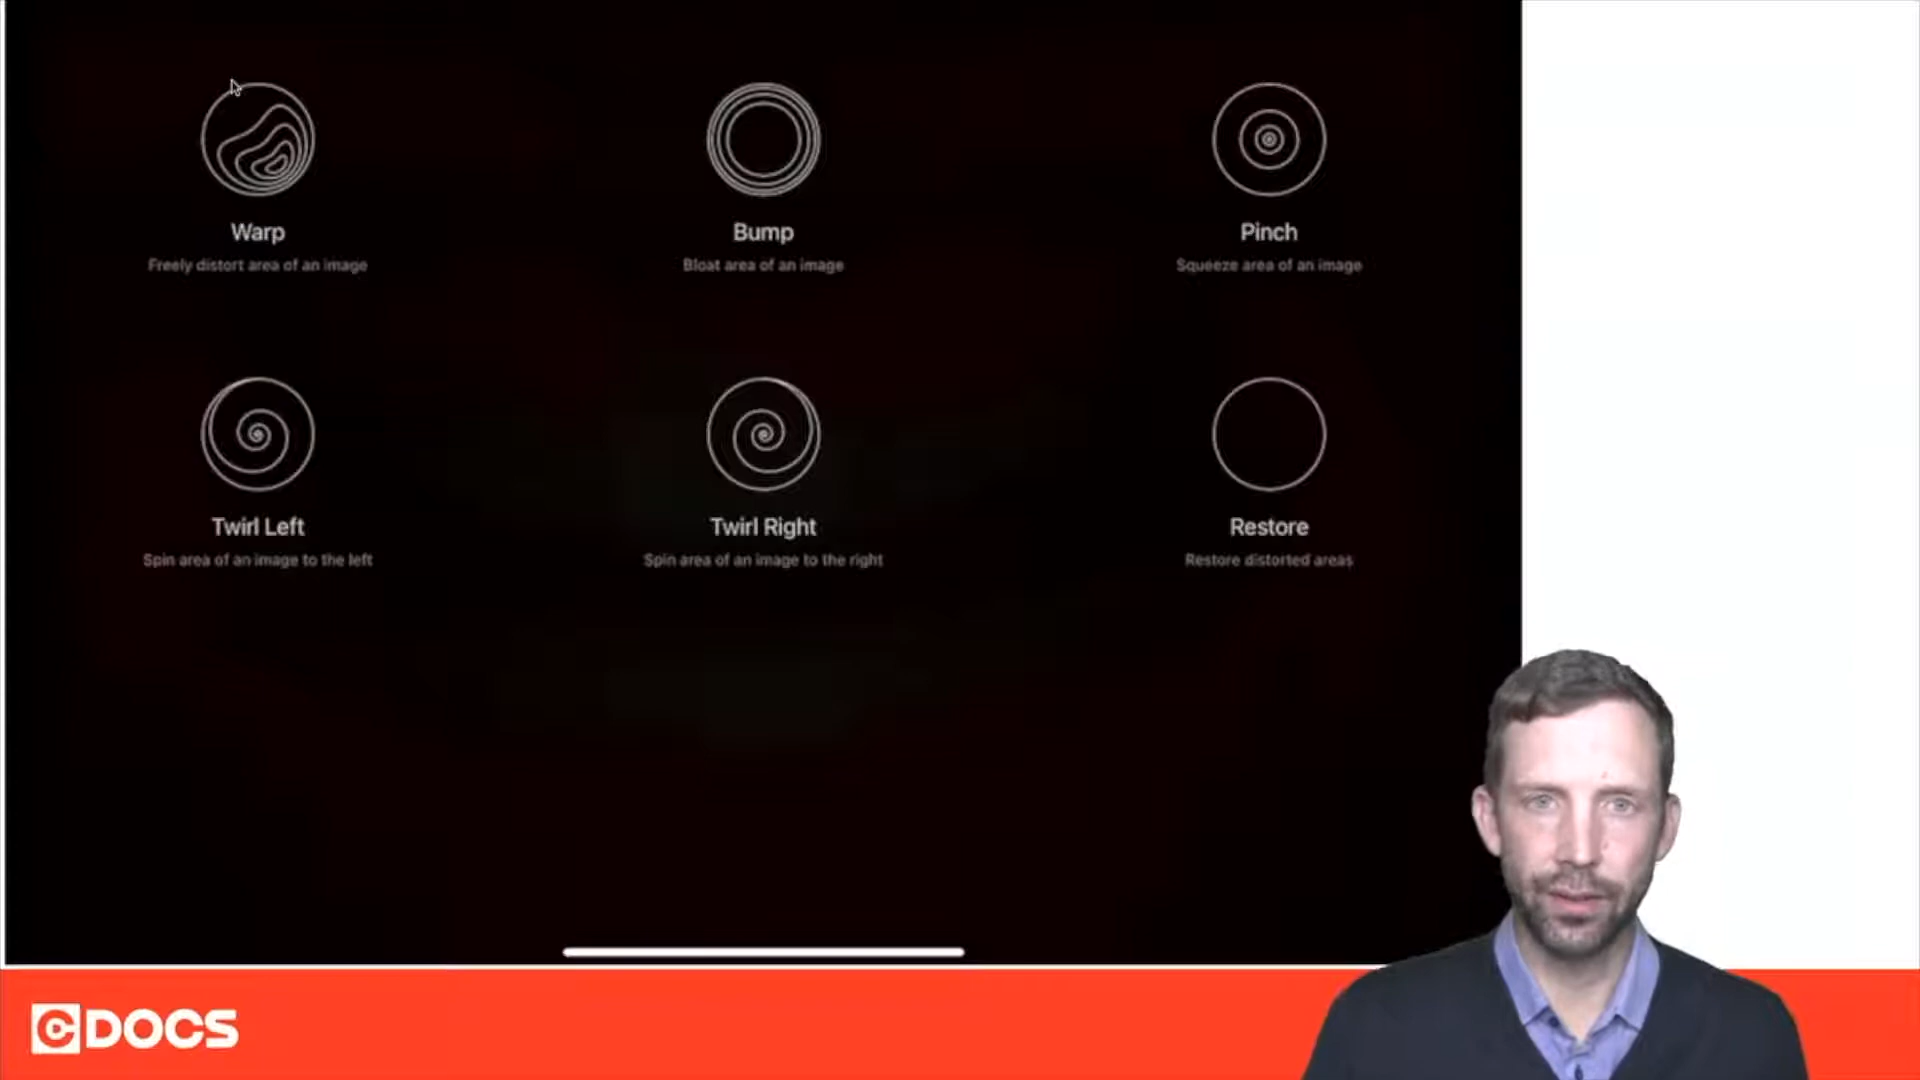 Warp
Freely distort area of an image
Bump
Bloat area of an image
Pinch
Squeeze area of an image
Twirl Left
Spin area of an image to the left
Twirl Right
Spin area of an image to the right
Restore
Restore distorted areas
DOCS